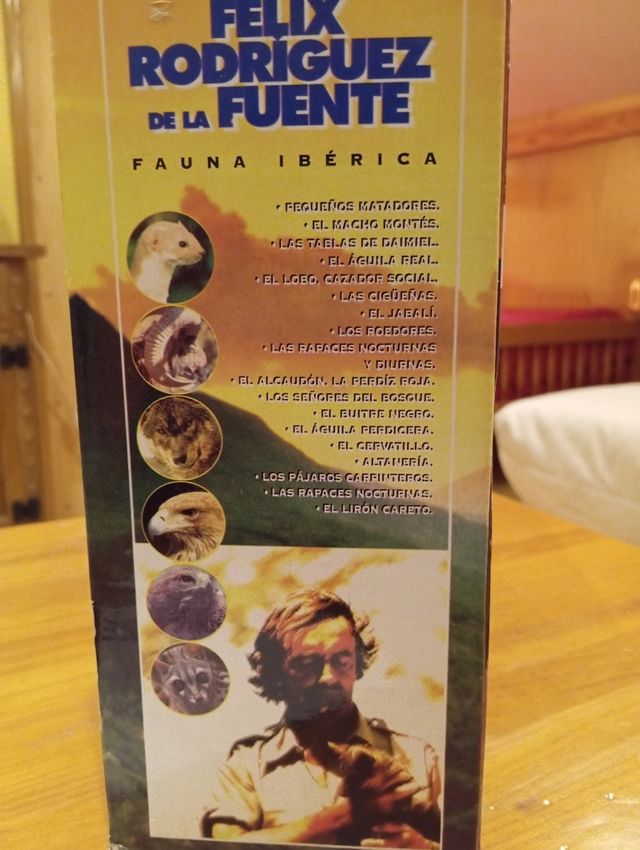 FÉLIX
RODRÍGUEZ
DE LA FUENTE
FAUNA IBÉRICA
• PEQUEÑOS MATADORES.
• EL MACHO MONTÉS.
• LAS TABLAS DE DAIMIEL.
• EL ÁGUILA REAL.
• EL LOBO, CAZADOR SOCIAL.
• LAS CIGÜEÑAS.
• EL JABALÍ.
• LOS ROEDORES.
• LAS RAPACES NOCTURNAS
Y DIURNAS.
• EL ALCAUDÓN. LA PERDÍZ ROJA.
• LOS SEÑORES DEL BOSQUE.
• EL BUITRE NEGRO.
• EL ÁGUILA PERDICERA.
• EL CERVATILLO.
• ALTANERÍA.
• LOS PÁJAROS CARPINTEROS.
• LAS RAPACES NOCTURNAS.
• EL LIRÓN CARETO.